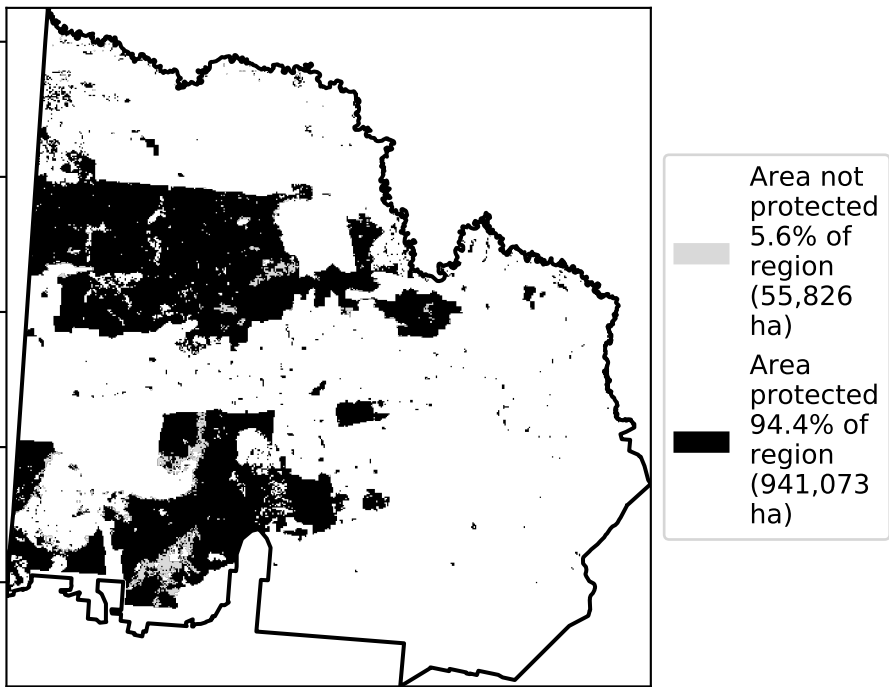 Area not
protected
5.6% of
region
(55,826
ha)
Area
protected
94.4% of
region
(941,073
ha)